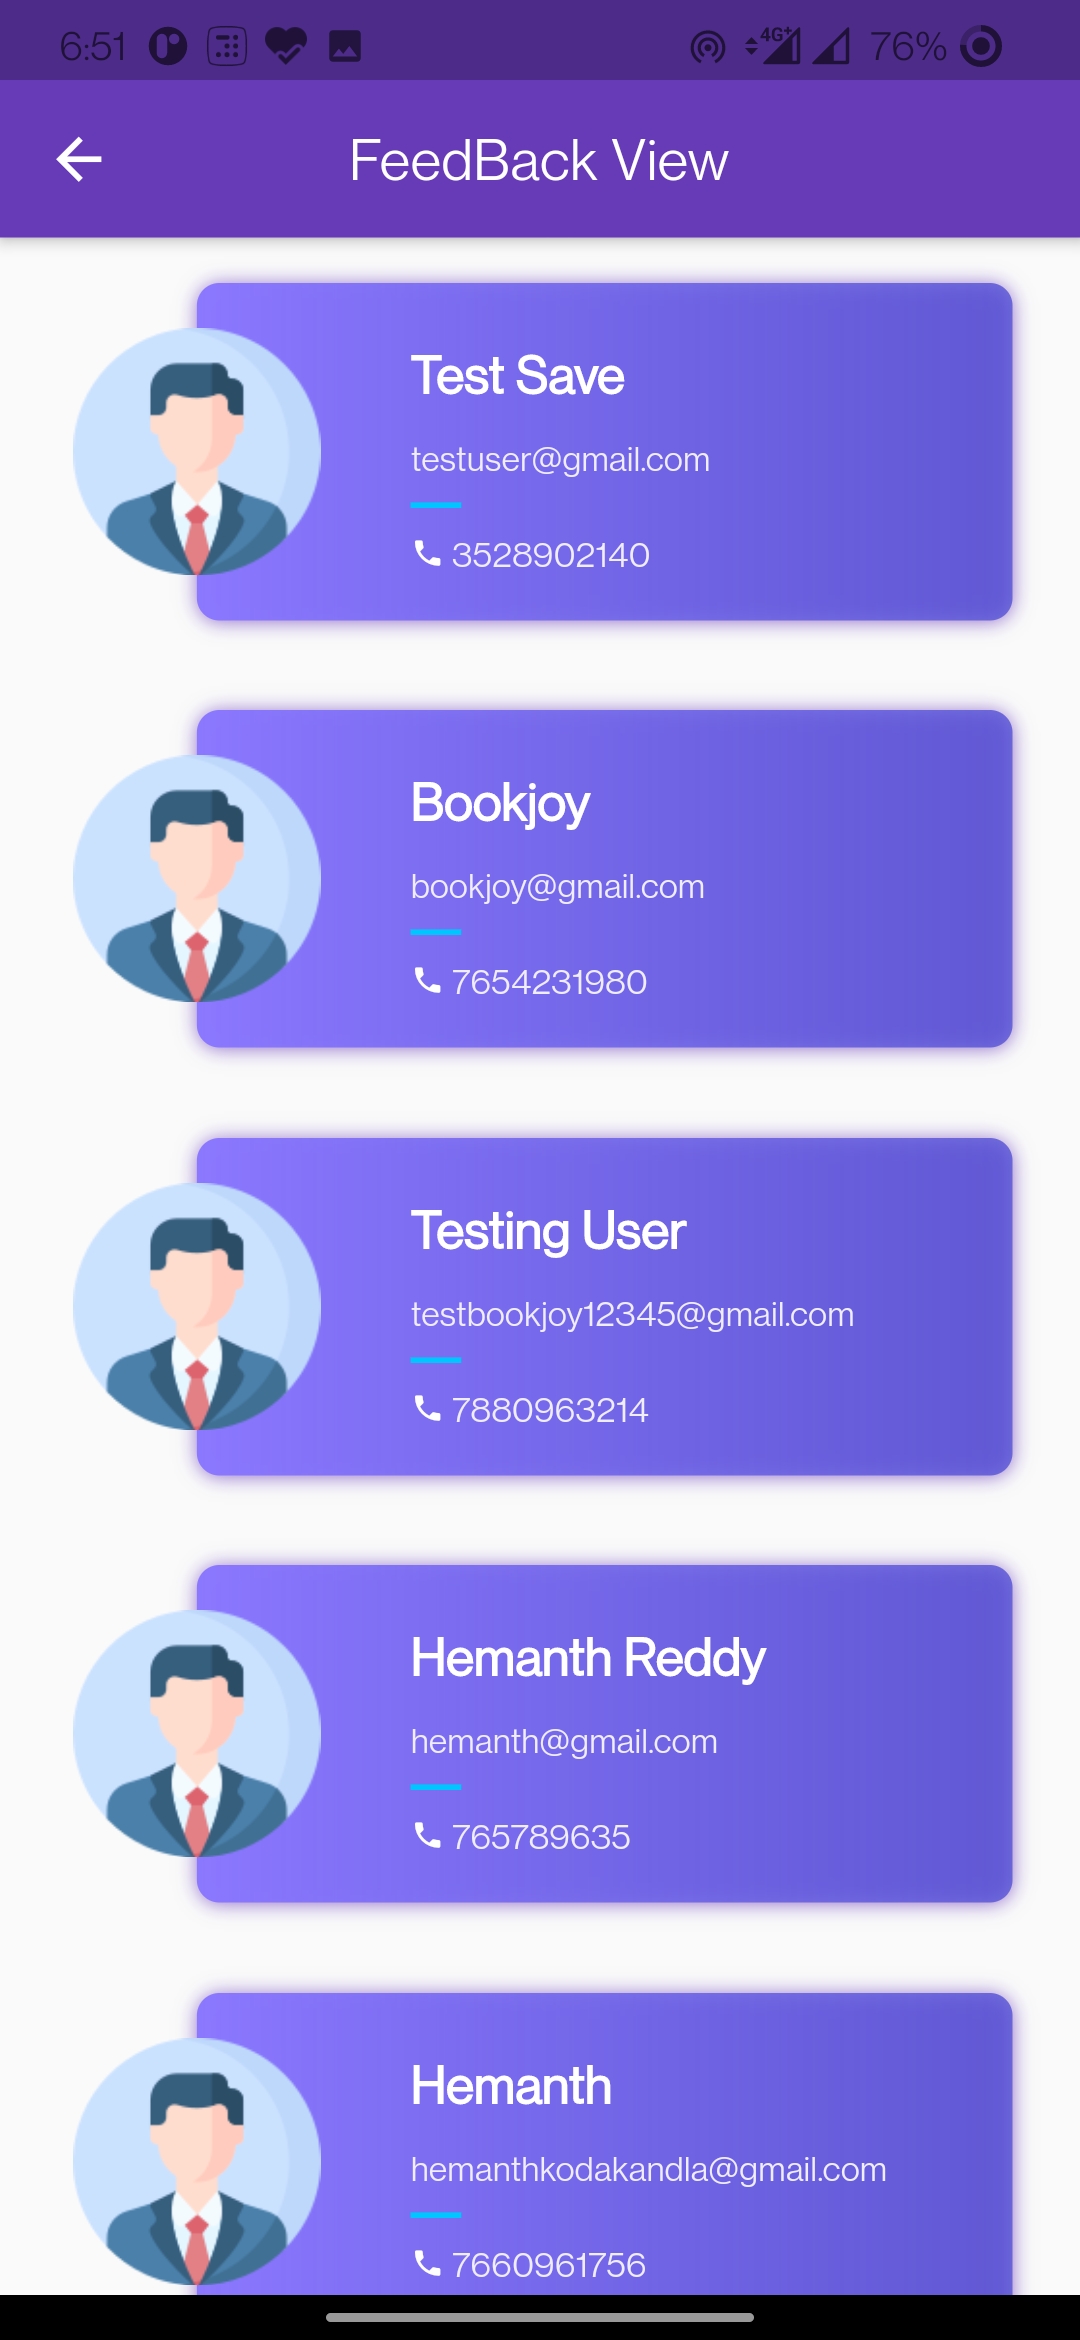 6:51
4G+ 76%
FeedBack View
Test Save
testuser@gmail.com
3528902140
Bookjoy
bookjoy@gmail.com
7654231980
Testing User
testbookjoy12345@gmail.com
7880963214
Hemanth Reddy
hemanth@gmail.com
765789635
Hemanth
hemanthkodakandla@gmail.com
7660961756